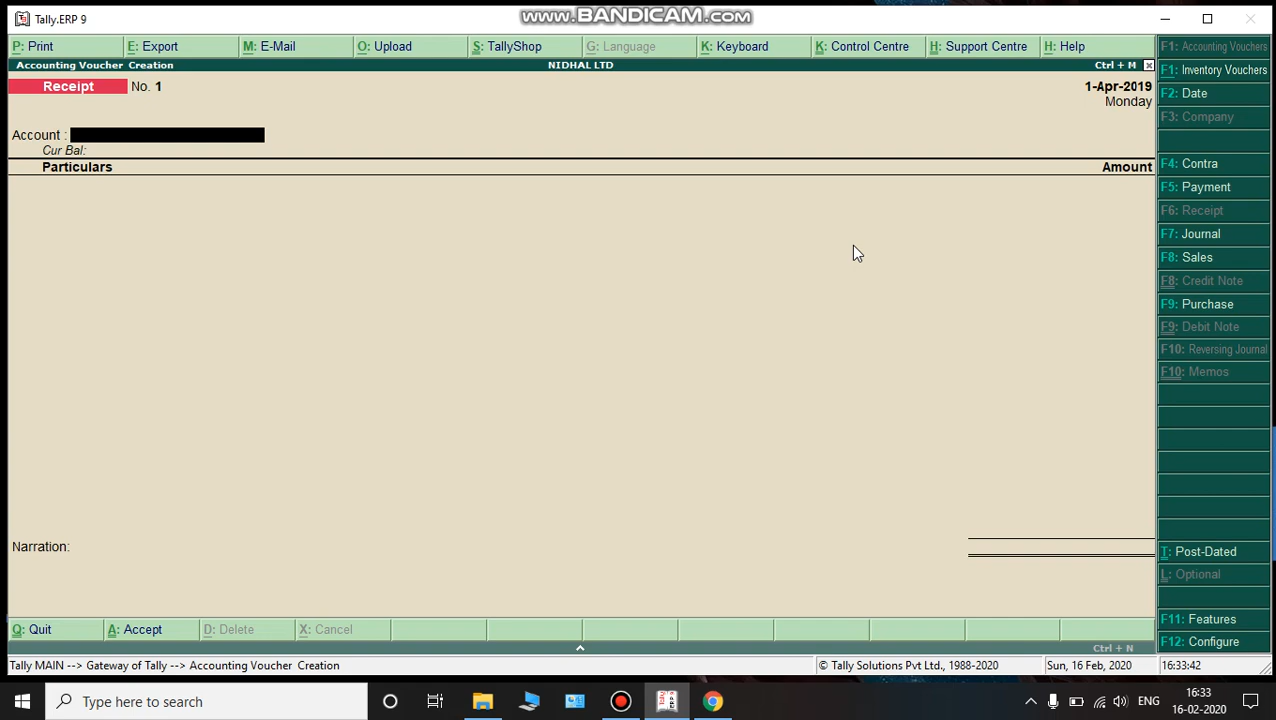 Tally.ERP 9
www.BANDICAM.com
P: Print
E: Export
M: E-Mail
O: Upload
S: TallyShop
G: Language
K: Keyboard
K: Control Centre
H: Support Centre
H: Help
Accounting Voucher Creation
NIDHAL LTD
Ctrl + M
Receipt
No. 1
1-Apr-2019
Monday
Account :
Cur Bal:
Particulars
Amount
Narration:
F1: Accounting Vouchers
F1: Inventory Vouchers
F2: Date
F3: Company
F4: Contra
F5: Payment
F6: Receipt
F7: Journal
F8: Sales
F8: Credit Note
F9: Purchase
F9: Debit Note
F10: Reversing Journal
F10: Memos
T: Post-Dated
L: Optional
F11: Features
F12: Configure
Q: Quit
A: Accept
D: Delete
X: Cancel
Ctrl + N
Tally MAIN --> Gateway of Tally --> Accounting Voucher Creation
© Tally Solutions Pvt Ltd., 1988-2020
Sun, 16 Feb, 2020
16:33:42
Type here to search
ENG
16:33
16-02-2020